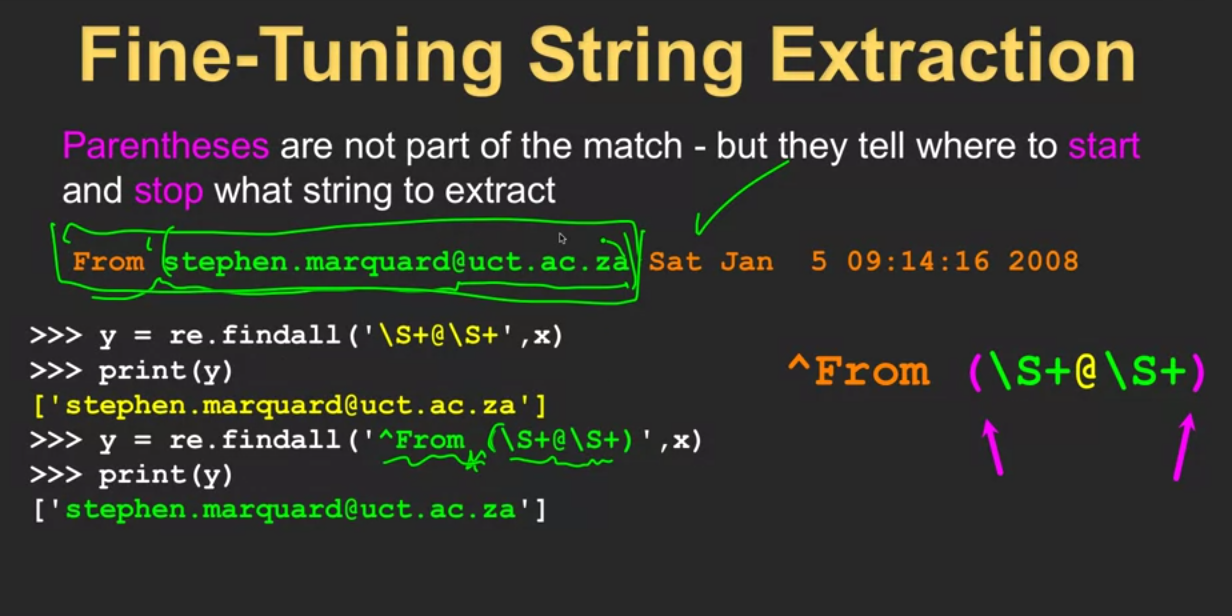 Fine-Tuning String Extraction
Parentheses are not part of the match - but they tell where to start
and stop what string to extract
From stephen.marquard@uct.ac.za Sat Jan  5 09:14:16 2008
>>> y = re.findall('\S+@\S+',x)
>>> print(y)
['stephen.marquard@uct.ac.za']
>>> y = re.findall('^From (\S+@\S+)',x)
>>> print(y)
['stephen.marquard@uct.ac.za']
^From (\S+@\S+)